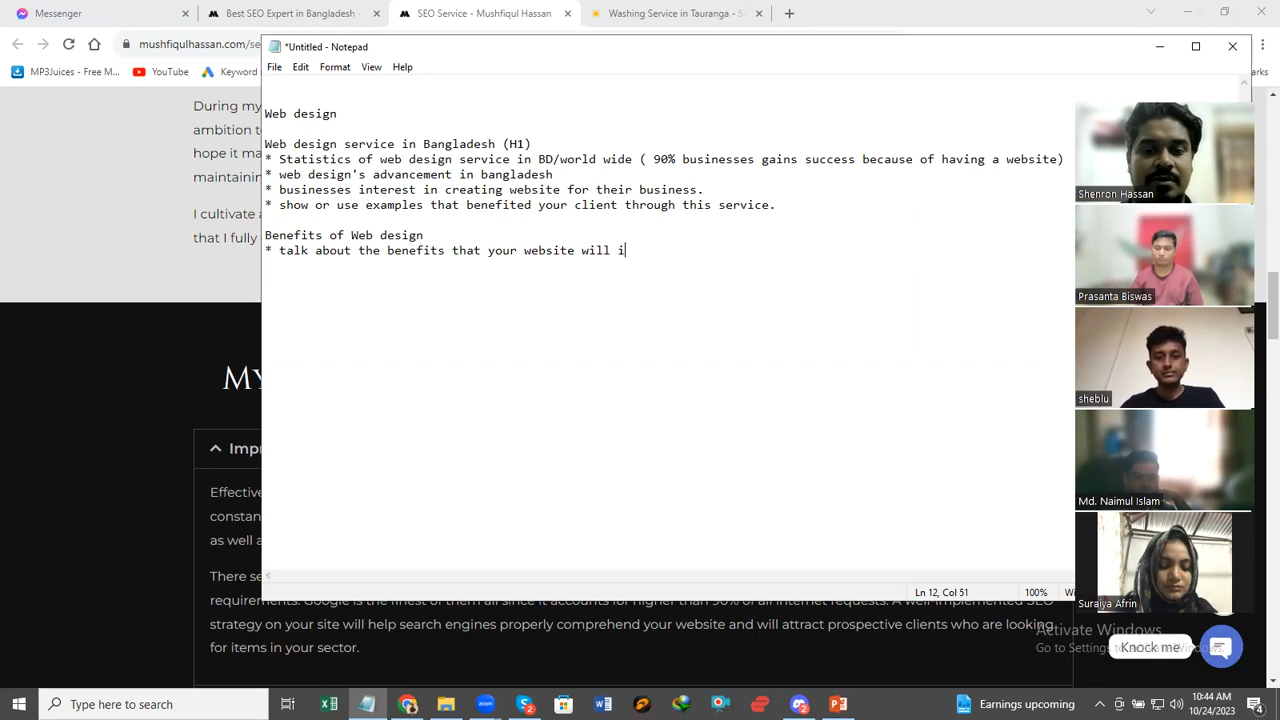 Messenger
Best SEO Expert in Bangladesh -
SEO Service - Mushfiqul Hassan
Washing Service in Tauranga - S
mushfiqulhassan.com/se
MP3Juices - Free M...
YouTube
Keyword
arks
*Untitled - Notepad
File Edit Format View Help
During my
ambition t
hope it ma
maintainin
I cultivate a
that I fully
Web design
Web design service in Bangladesh (H1)
* Statistics of web design service in BD/world wide ( 90% businesses gains success because of having a website)
* web design's advancement in bangladesh
* businesses interest in creating website for their business.
* show or use examples that benefited your client through this service.
Benefits of Web design
* talk about the benefits that your website will i
Shenron Hassan
Prasanta Biswas
sheblu
Md. Naimul Islam
Suraiya Afrin
My
Impr
Effective
constan
as well a
There se
Ln 12, Col 51
100%
Wi
requirements. Google is the finest of them all since it accounts for higher than 90% of all internet requests. A well-implemented SEO
strategy on your site will help search engines properly comprehend your website and will attract prospective clients who are looking
for items in your sector.
Activate Windows
Go to Settings to activate Windows.
Knock me
Type here to search
Earnings upcoming
10:44 AM
10/24/2023
4